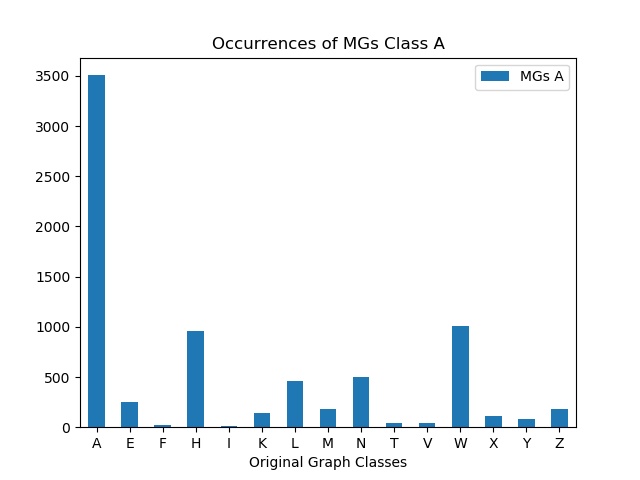 Occurrences of MGs Class A
MGs A
3500
3000
2500
2000
1500
1000
500
0
A E F H I K L M N T V W X Y Z
Original Graph Classes